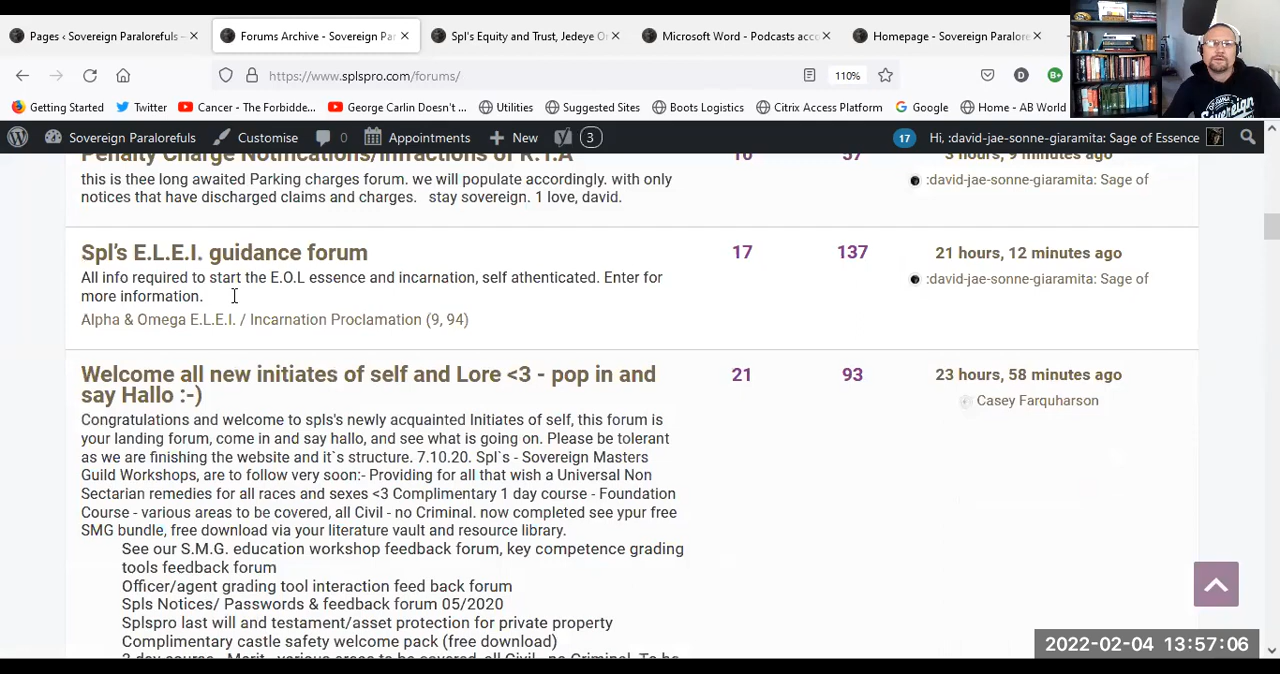 Pages ‹ Sovereign Paralorefuls –
Forums Archive - Sovereign Par
Spl's Equity and Trust, Jedeye Or
Microsoft Word - Podcasts acco
Homepage - Sovereign Paralore
https://www.splspro.com/forums/
110%
Getting Started
Twitter
Cancer - The Forbidde...
George Carlin Doesn't ...
Utilities
Suggested Sites
Boots Logistics
Citrix Access Platform
Google
Home - AB World
Sovereign Paralorefuls
Customise
0
Appointments
New
3
17
Hi, :david-jae-sonne-giaramita: Sage of Essence
Penalty Charge Notifications/Infractions of R.T.A
16
57
3 hours, 9 minutes ago
this is thee long awaited Parking charges forum. we will populate accordingly. with only
:david-jae-sonne-giaramita: Sage of
notices that have discharged claims and charges. stay sovereign. 1 love, david.
Spl's E.L.E.I. guidance forum
17
137
21 hours, 12 minutes ago
All info required to start the E.O.L essence and incarnation, self athenticated. Enter for
:david-jae-sonne-giaramita: Sage of
more information.
Alpha & Omega E.L.E.I. / Incarnation Proclamation (9, 94)
Welcome all new initiates of self and Lore <3 - pop in and
21
93
23 hours, 58 minutes ago
say Hallo :-)
Casey Farquharson
Congratulations and welcome to spls's newly acquainted Initiates of self, this forum is
your landing forum, come in and say hallo, and see what is going on. Please be tolerant
as we are finishing the website and it`s structure. 7.10.20. Spl`s - Sovereign Masters
Guild Workshops, are to follow very soon:- Providing for all that wish a Universal Non
Sectarian remedies for all races and sexes <3 Complimentary 1 day course - Foundation
Course - various areas to be covered, all Civil - no Criminal. now completed see ypur free
SMG bundle, free download via your literature vault and resource library.
See our S.M.G. education workshop feedback forum, key competence grading
tools feedback forum
Officer/agent grading tool interaction feed back forum
Spls Notices/ Passwords & feedback forum 05/2020
Splspro last will and testament/asset protection for private property
Complimentary castle safety welcome pack (free download)
2022-02-04 13:57:06